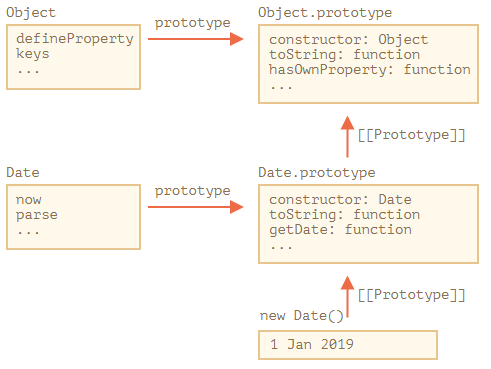 Object
defineProperty
keys
...
prototype
Object.prototype
constructor: Object
toString: function
hasOwnProperty: function
...
[[Prototype]]
Date
now
parse
...
prototype
Date.prototype
constructor: Date
toString: function
getDate: function
...
[[Prototype]]
new Date()
1 Jan 2019